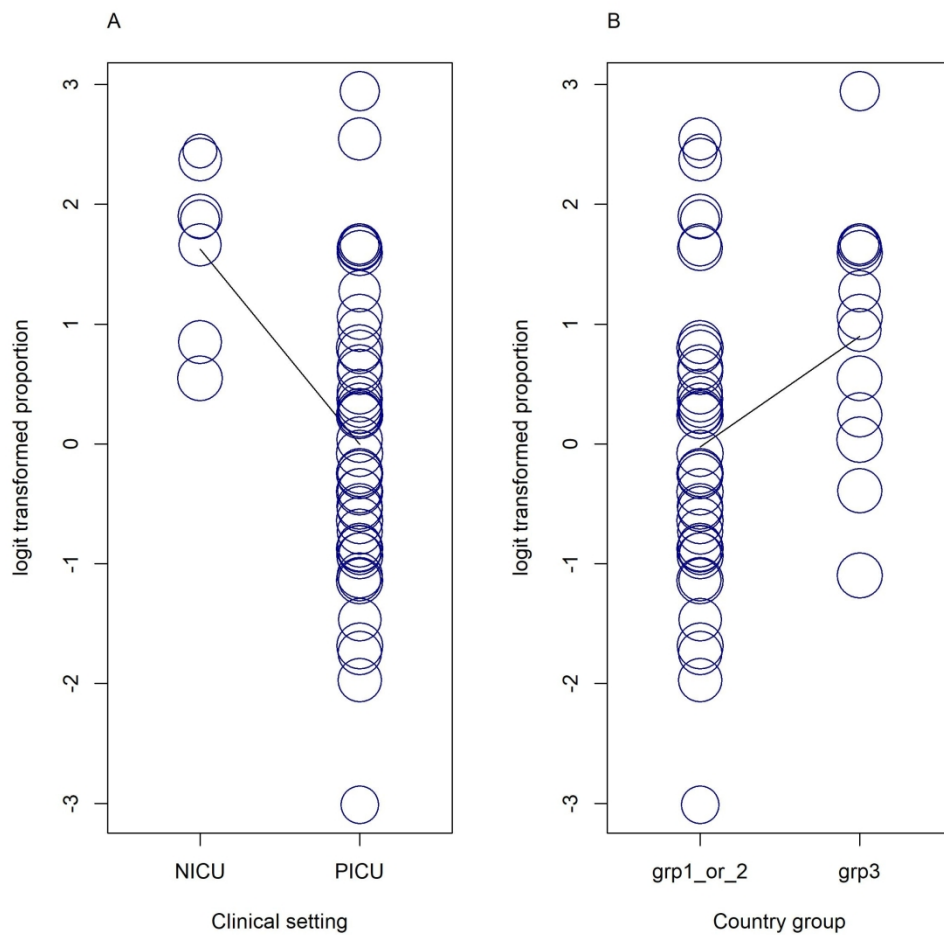 A
logit transformed proportion
3
2
1
0
-1
-2
-3
NICU
PICU
Clinical setting
B
logit transformed proportion
3
2
1
0
-1
-2
-3
grp1_or_2
grp3
Country group